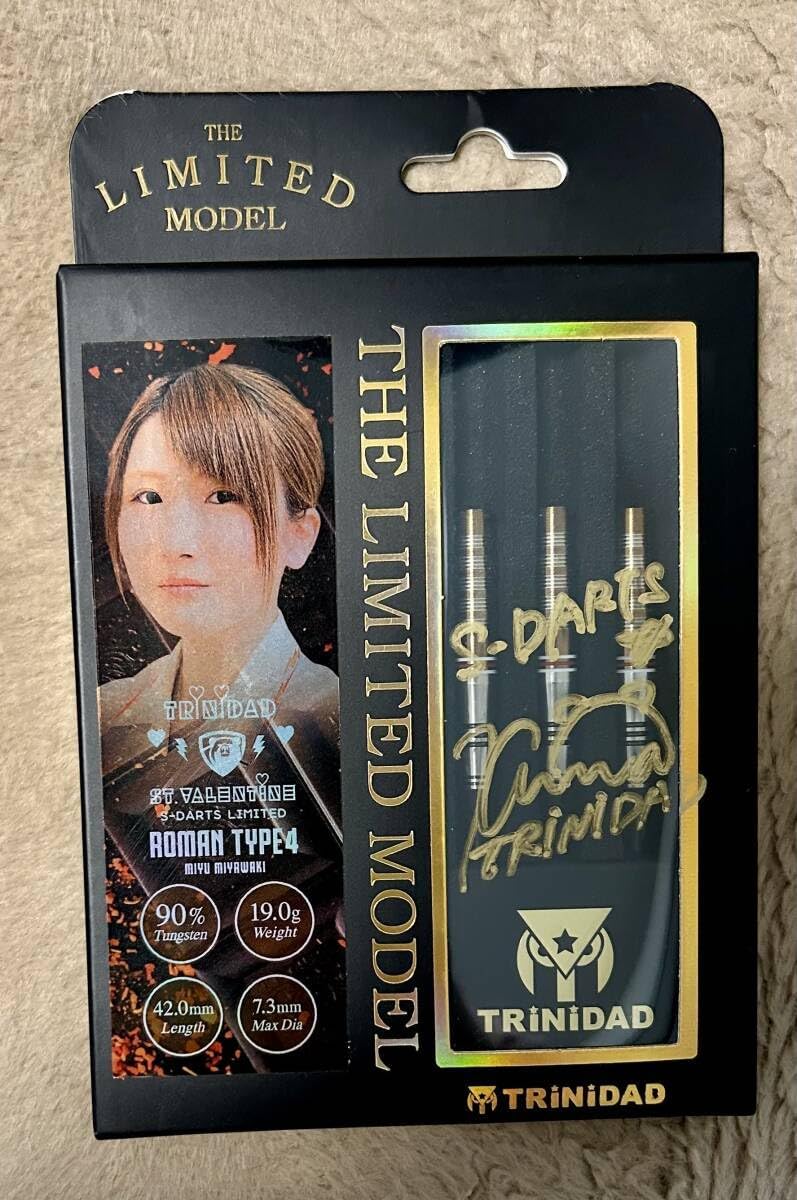 THE
LIMITED
MODEL
THE LIMITED MODEL
TRiNiDAD
ST.VALENTiNE
S-DARTS LIMITED
ROMAN TYPE4
MIYU MIYAWAKI
90%
Tungsten
19.0g
Weight
42.0mm
Length
7.3mm
Max Dia
S-DARTS
TRiNiDAD
TRiNiDAD
TRiNiDAD